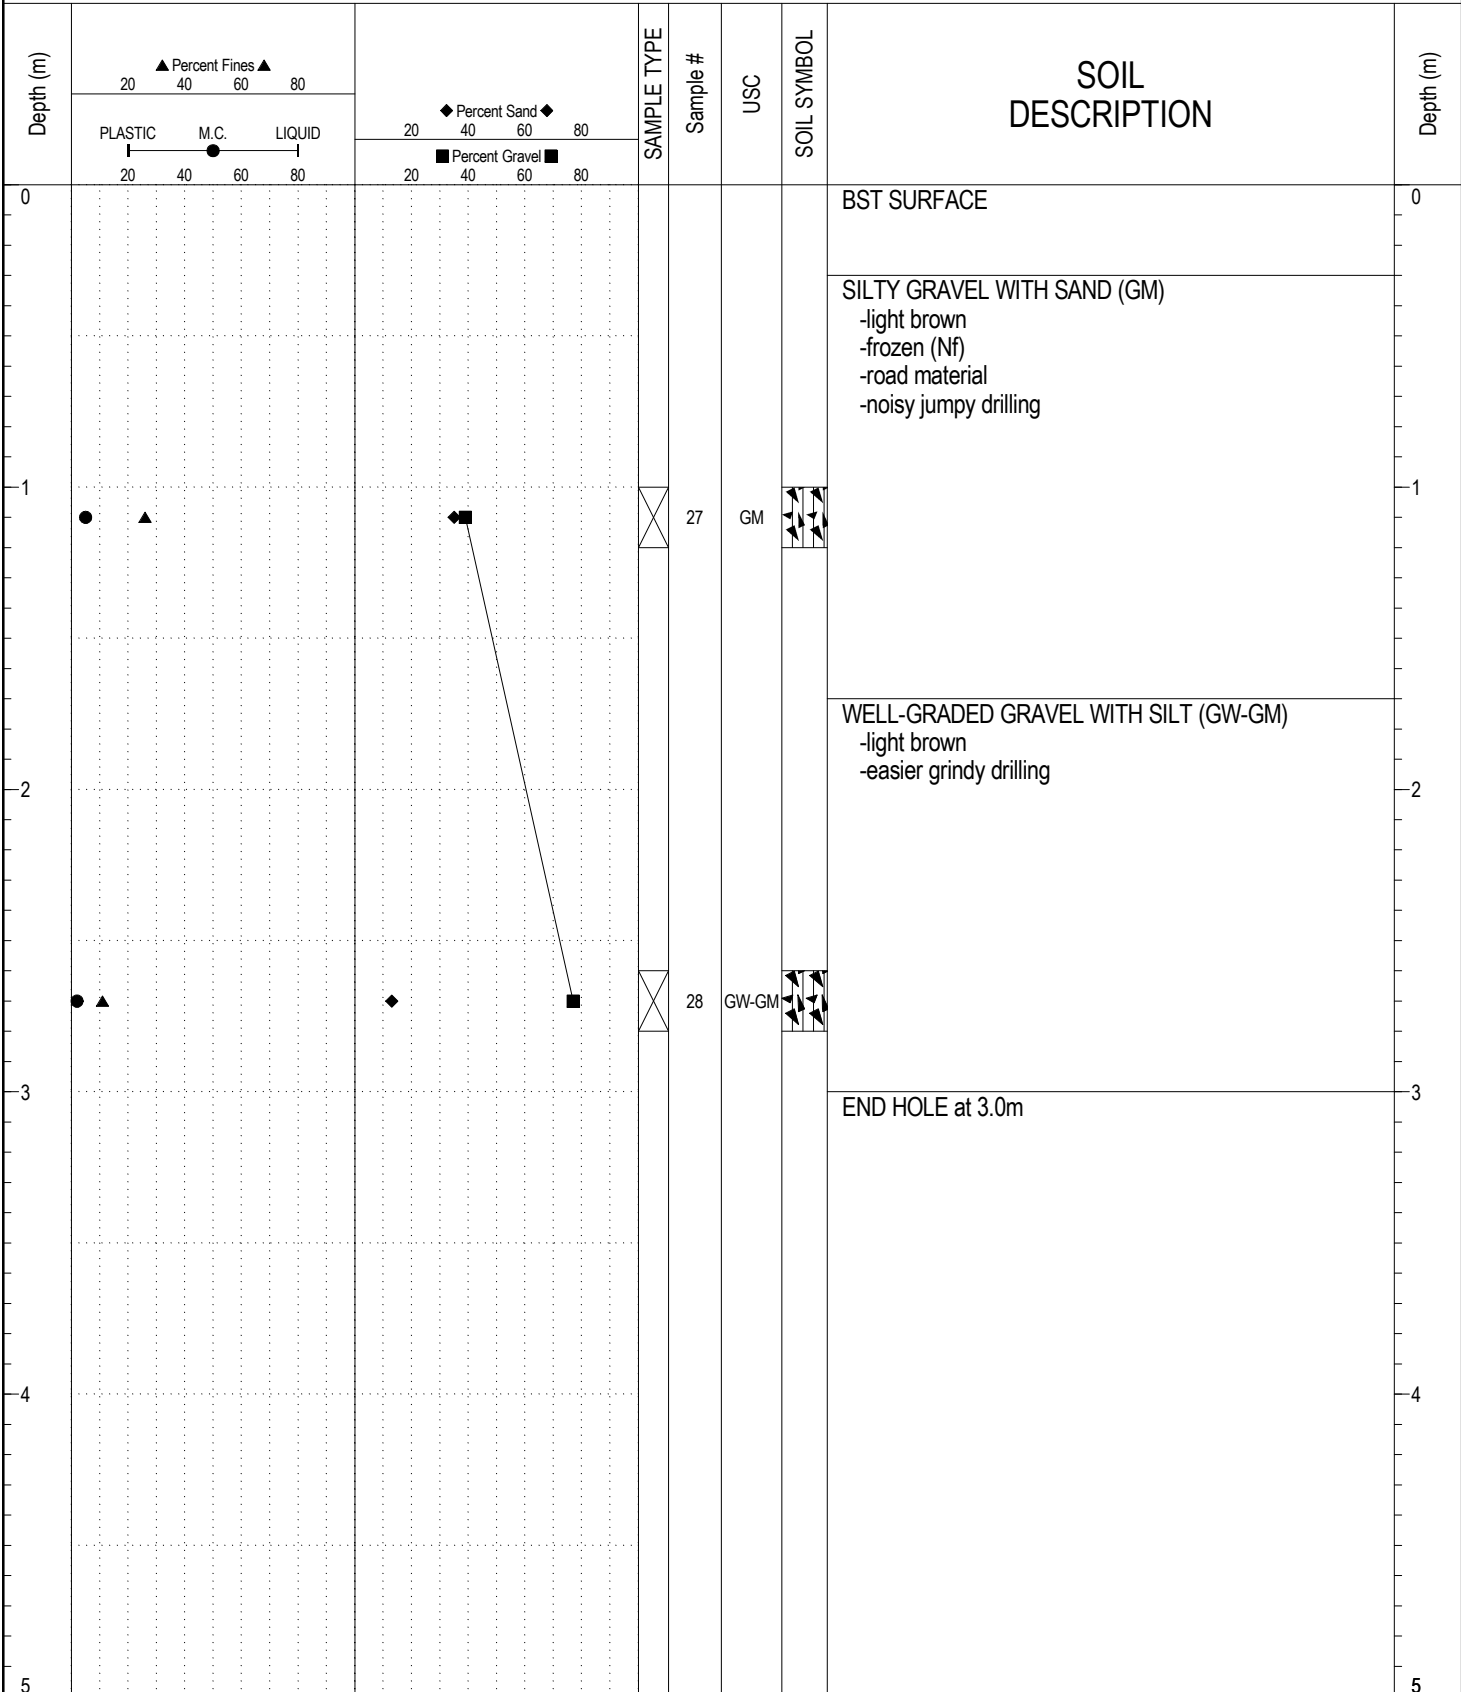 Depth (m)
▲ Percent Fines ▲
20 40 60 80
PLASTIC M.C. LIQUID
20 40 60 80
◆ Percent Sand ◆
20 40 60 80
■ Percent Gravel ■
20 40 60 80
SAMPLE TYPE
Sample #
USC
SOIL SYMBOL
SOIL
DESCRIPTION
Depth (m)
0 BST SURFACE 0
SILTY GRAVEL WITH SAND (GM)
-light brown
-frozen (Nf)
-road material
-noisy jumpy drilling
1 1
27 GM
WELL-GRADED GRAVEL WITH SILT (GW-GM)
-light brown
-easier grindy drilling
2 2
28 GW-GM
3 3
END HOLE at 3.0m
4 4
5 5